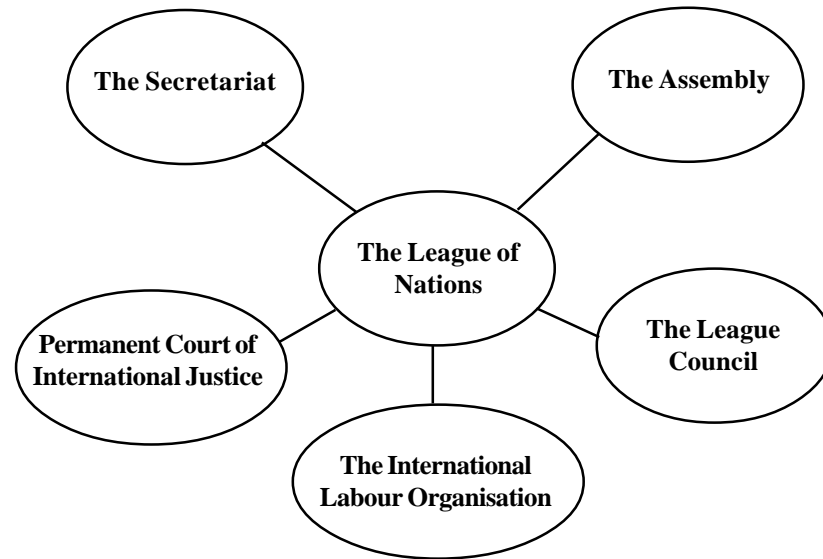 The Secretariat
The Assembly
The League of
Nations
Permanent Court of
International Justice
The League
Council
The International
Labour Organisation